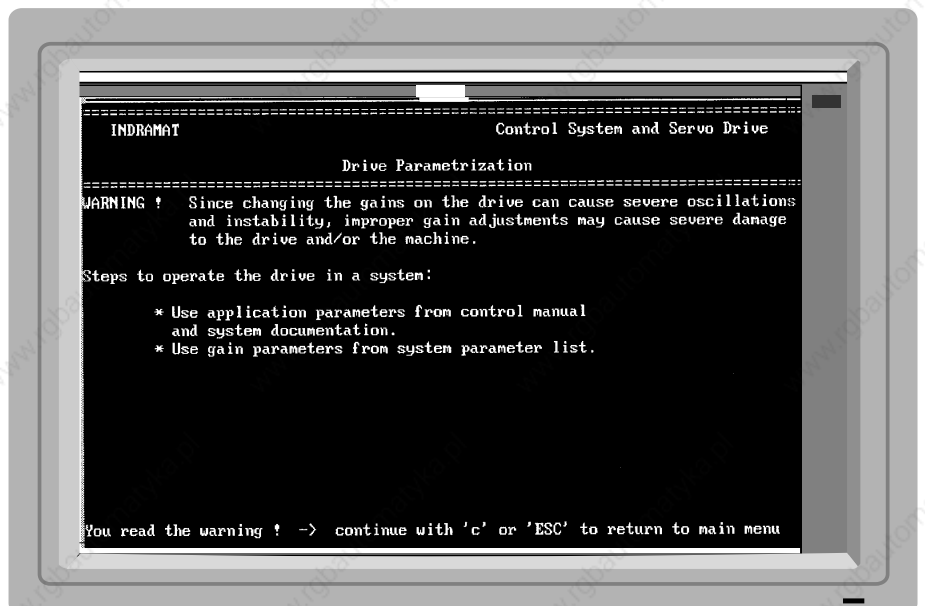 INDRAMAT Control System and Servo Drive
Drive Parametrization
WARNING ! Since changing the gains on the drive can cause severe oscillations
and instability, improper gain adjustments may cause severe damage
to the drive and/or the machine.
Steps to operate the drive in a system:
* Use application parameters from control manual
and system documentation.
* Use gain parameters from system parameter list.
You read the warning ! -> continue with 'c' or 'ESC' to return to main menu